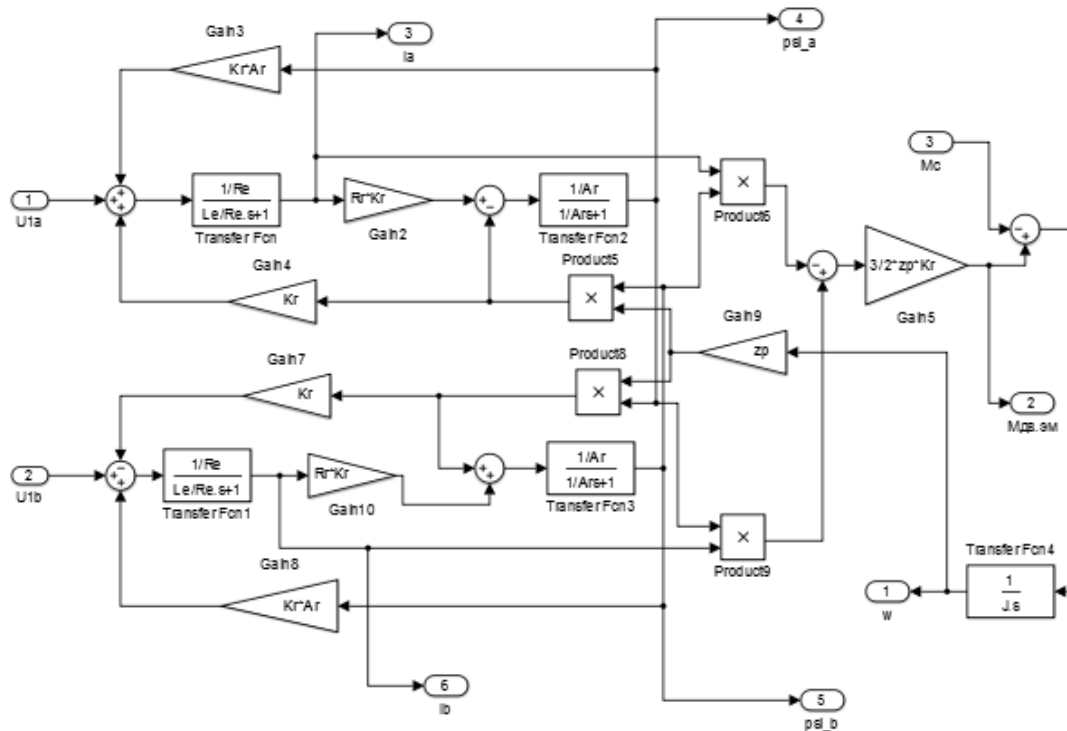 4
Gain3
3
psi_a
Ia
Kr*Ar
3
Mc
1
U1a
1/Re
Le/Re.s+1
Transfer Fcn
Rr*Kr
Gain2
1/Ar
1/Ars+1
Transfer Fcn2
×
Product6
3/2*zp*Kr
Gain5
Gain4
Kr
Product5
×
Gain9
zp
Gain7
Kr
Product8
×
2
Mдв.эм
2
U1b
1/Re
Le/Re.s+1
Transfer Fcn1
Rr*Kr
Gain10
1/Ar
1/Ars+1
Transfer Fcn3
×
Product9
Transfer Fcn4
1
J.s
1
w
Gain8
Kr*Ar
6
Ib
5
psi_b